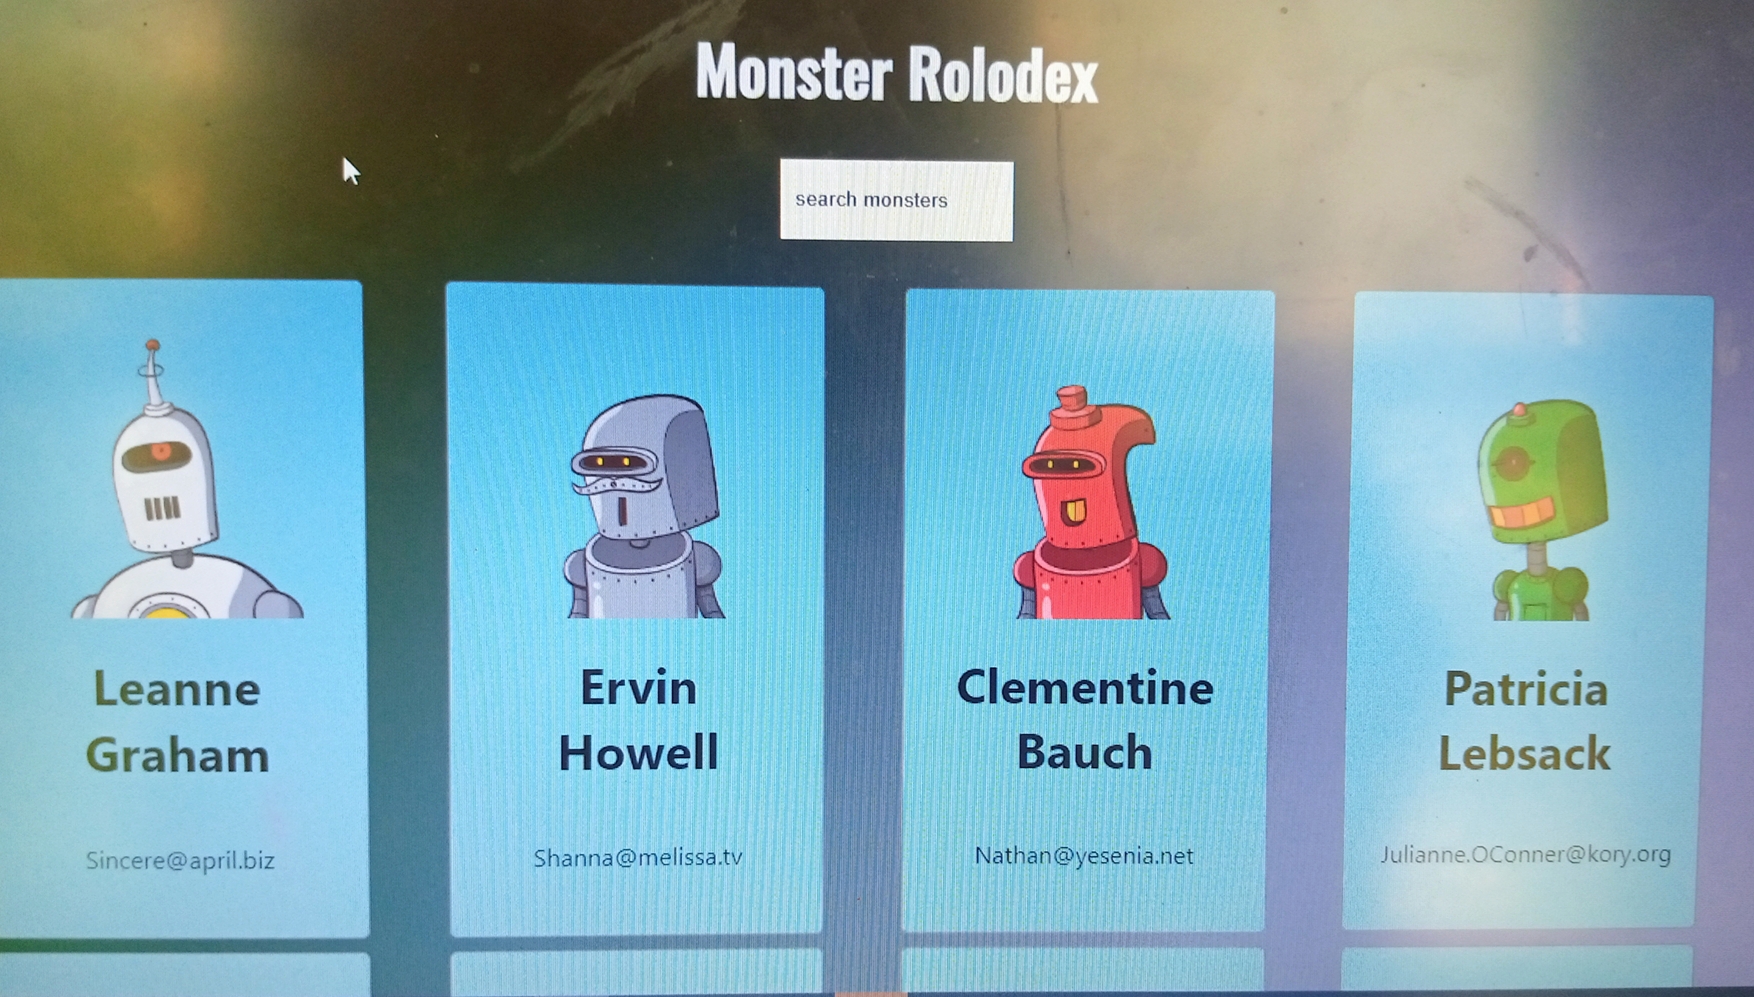 Monster Rolodex
search monsters
Leanne
Graham
Sincere@april.biz
Ervin
Howell
Shanna@melissa.tv
Clementine
Bauch
Nathan@yesenia.net
Patricia
Lebsack
Julianne.OConner@kory.org